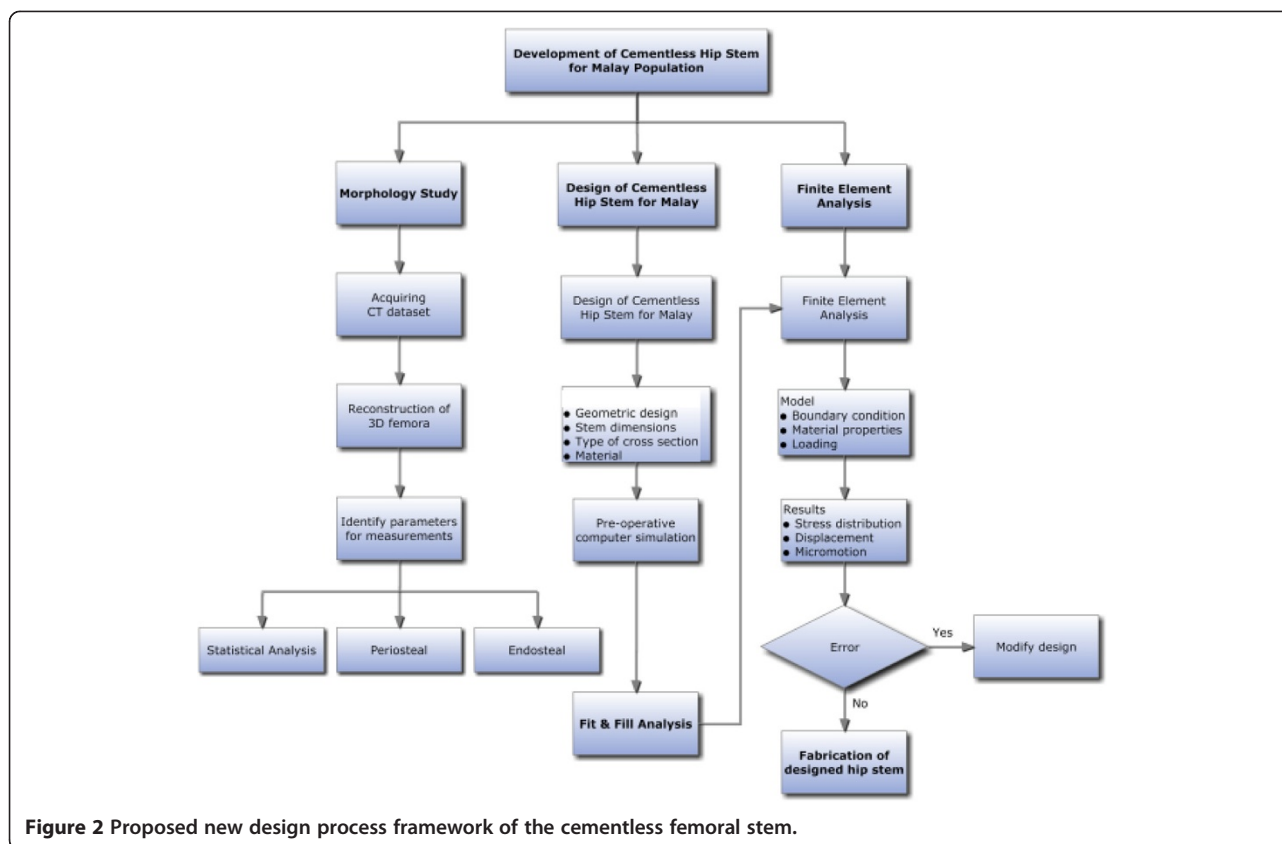 Development of Cementless Hip Stem
for Malay Population
Morphology Study
Acquiring
CT dataset
Reconstruction of
3D femora
Identify parameters
for measurements
Statistical Analysis
Periosteal
Endosteal
Design of Cementless
Hip Stem for Malay
Design of Cementless
Hip Stem for Malay
● Geometric design
● Stem dimensions
● Type of cross section
● Material
Pre-operative
computer simulation
Fit & Fill Analysis
Finite Element
Analysis
Finite Element
Analysis
Model
● Boundary condition
● Material properties
● Loading
Results
● Stress distribution
● Displacement
● Micromotion
Error
Yes
Modify design
No
Fabrication of
designed hip stem
Figure 2 Proposed new design process framework of the cementless femoral stem.